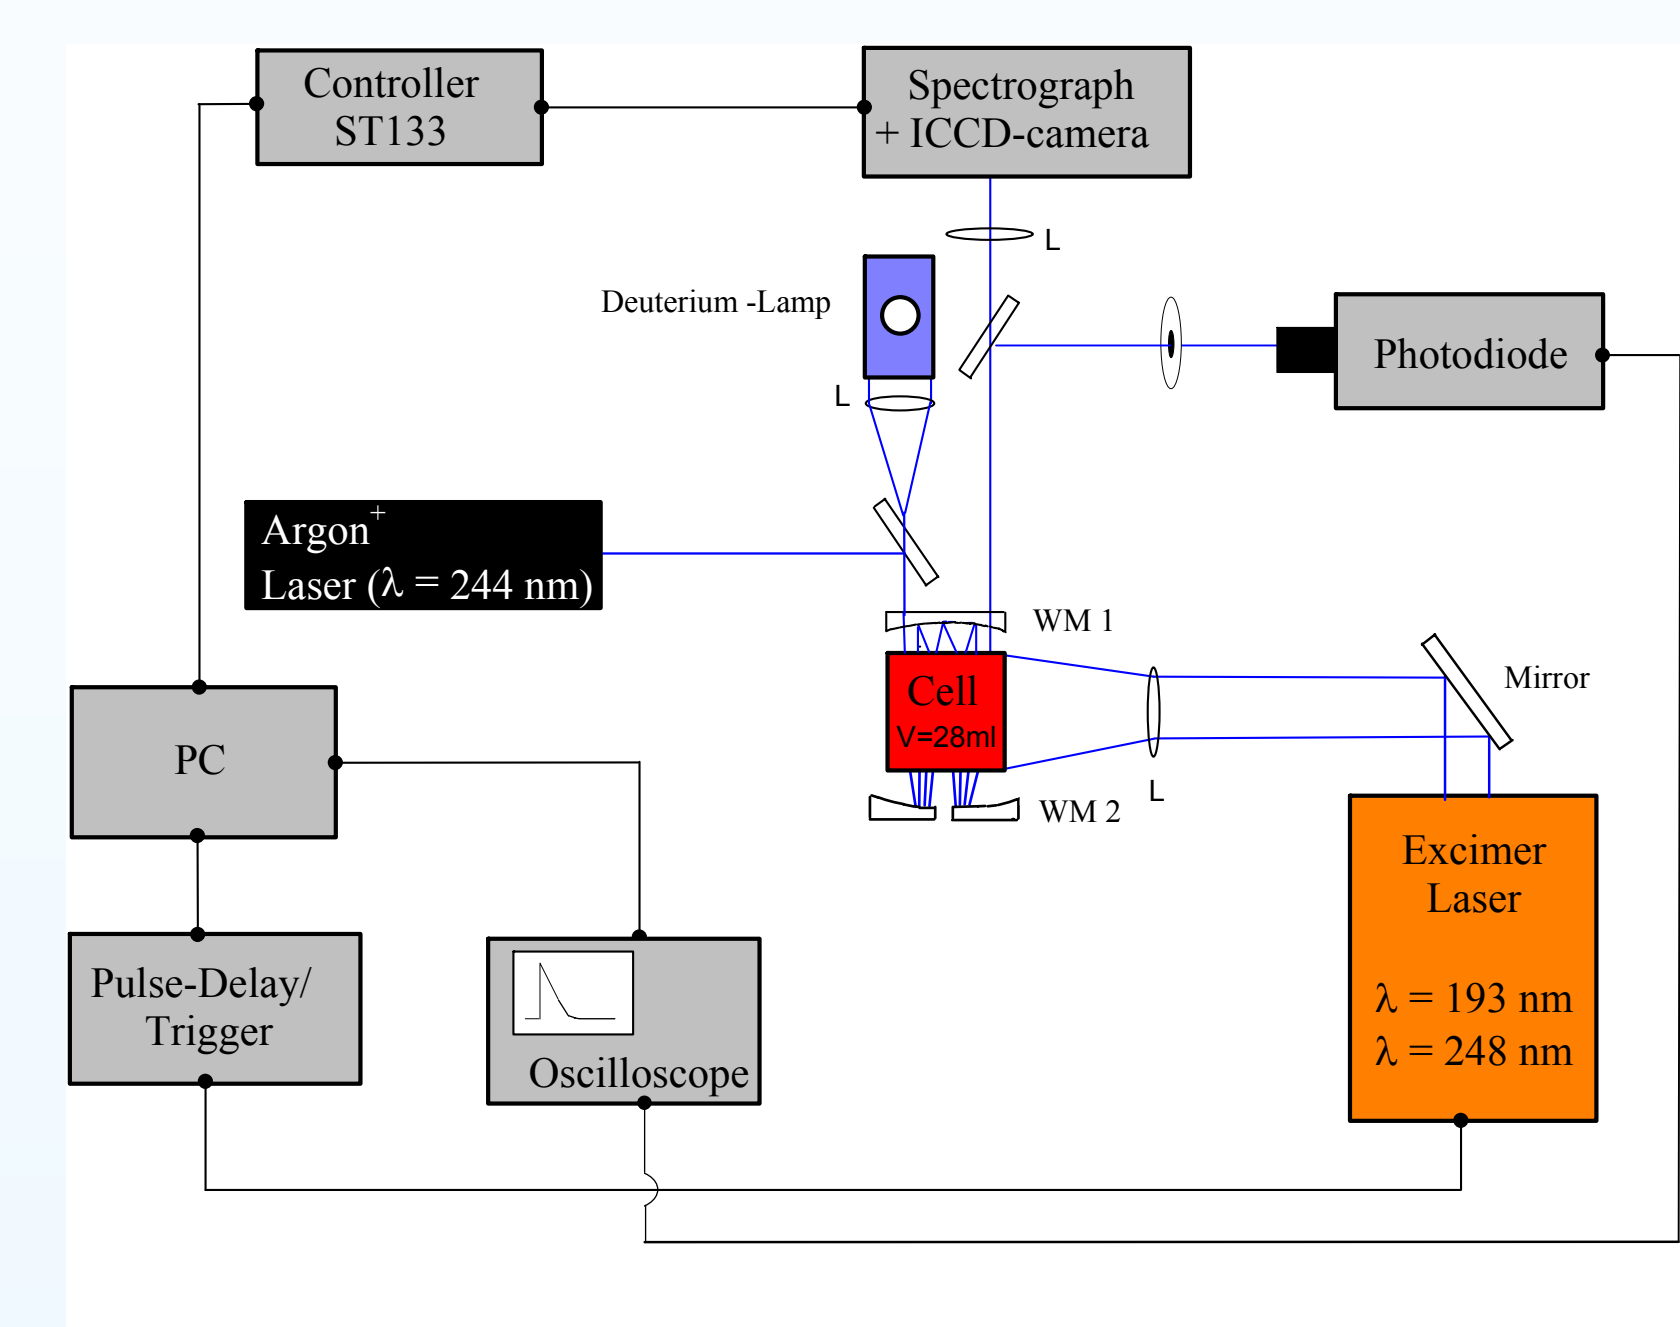 Controller
ST133
Spectrograph
+ ICCD-camera
L
Deuterium -Lamp
L
Photodiode
Argon+
Laser (λ = 244 nm)
WM 1
Cell
V=28ml
WM 2
L
Mirror
PC
Excimer
Laser
λ = 193 nm
λ = 248 nm
Pulse-Delay/
Trigger
Oscilloscope